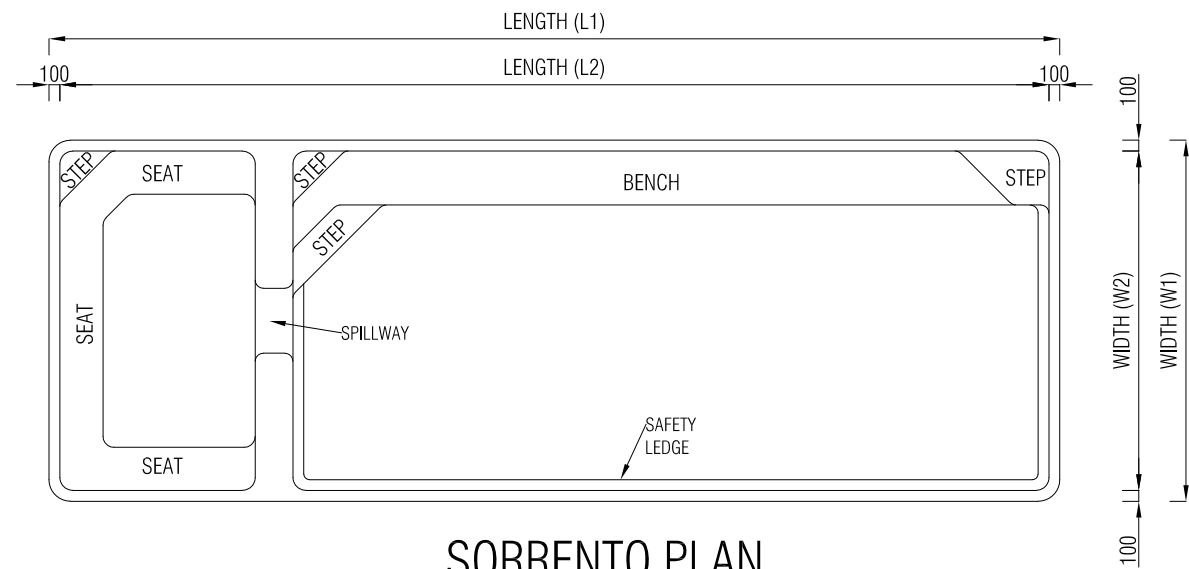 LENGTH (L1)
100
LENGTH (L2)
100
100
STEP
SEAT
STEP
BENCH
STEP
STEP
SEAT
SPILLWAY
WIDTH (W2)
WIDTH (W1)
SAFETY
LEDGE
SEAT
100
SORRENTO PLAN